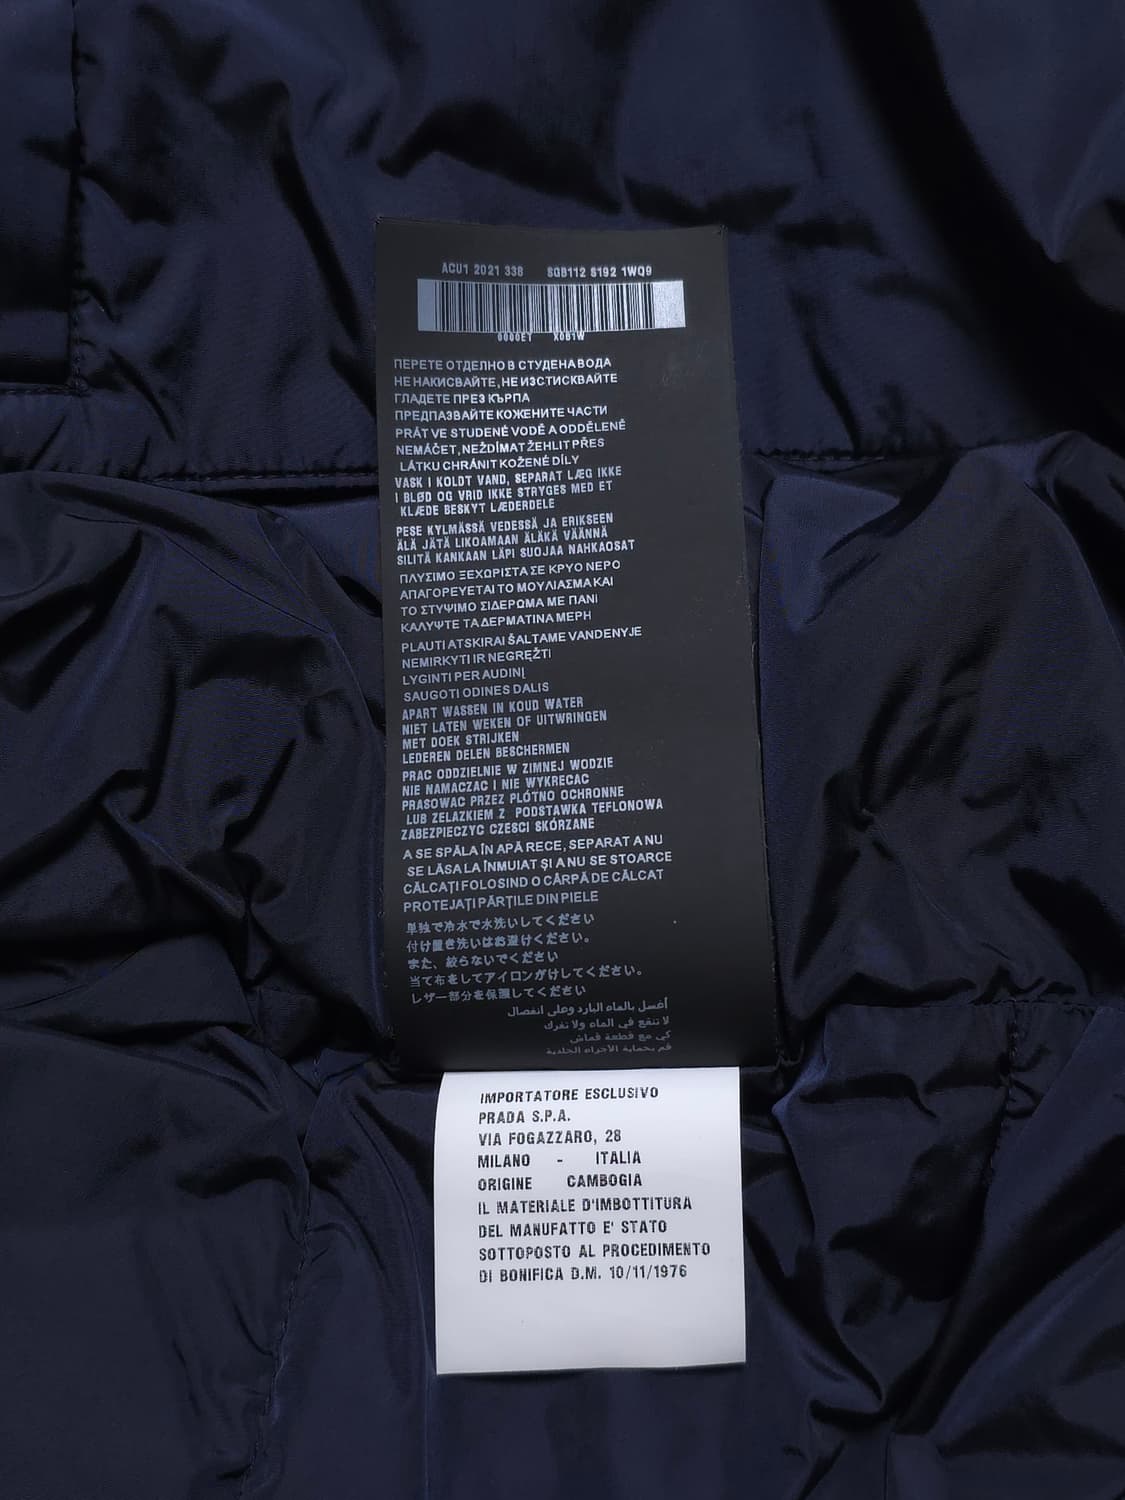 ACU1 2021 338 SGB112 S192 1WQ9
0000ET X0B1W
ПЕРЕТЕ ОТДЕЛНО В СТУДЕНА ВОДА
НЕ НАКИСВАЙТЕ, НЕ ИЗСТИСКВАЙТЕ
ГЛАДЕТЕ ПРЕЗ КЪРПА
ПРЕДПАЗВАЙТЕ КОЖЕНИТЕ ЧАСТИ
PRÁT VE STUDENÉ VODĚ A ODDĚLENĚ
NEMÁČET, NEŽDÍMAT ŽEHLIT PŘES
LÁTKU CHRÁNIT KOŽENÉ DÍLY
VASK I KOLDT VAND, SEPARAT LÆG IKKE
I BLØD OG VRID IKKE STRYGES MED ET
KLÆDE BESKYT LÆDERDELE
PESE KYLMÄSSÄ VEDESSÄ JA ERIKSEEN
ÄLÄ JÄTÄ LIKOAMAAN ÄLÄKÄ VÄÄNNÄ
SILITÄ KANKAAN LÄPI SUOJAA NAHKAOSAT
ΠΛΥΣΙΜΟ ΞΕΧΩΡΙΣΤΑ ΣΕ ΚΡΥΟ ΝΕΡΟ
ΑΠΑΓΟΡΕΥΕΤΑΙ ΤΟ ΜΟΥΛΙΑΣΜΑ ΚΑΙ
ΤΟ ΣΤΥΨΙΜΟ ΣΙΔΕΡΩΜΑ ΜΕ ΠΑΝΙ
ΚΑΛΥΨΤΕ ΤΑ ΔΕΡΜΑΤΙΝΑ ΜΕΡΗ
PLAUTI ATSKIRAI ŠALTAME VANDENYJE
NEMIRKYTI IR NEGRĘŽTI
LYGINTI PER AUDINĮ
SAUGOTI ODINES DALIS
APART WASSEN IN KOUD WATER
NIET LATEN WEKEN OF UITWRINGEN
MET DOEK STRIJKEN
LEDEREN DELEN BESCHERMEN
PRAC ODDZIELNIE W ZIMNEJ WODZIE
NIE NAMACZAC I NIE WYKRECAC
PRASOWAC PRZEZ PLÓTNO OCHRONNE
LUB ZELAZKIEM Z PODSTAWKA TEFLONOWA
ZABEZPIECZYC CZESCI SKÓRZANE
A SE SPĂLA ÎN APĂ RECE, SEPARAT A NU
SE LĂSA LA ÎNMUIAT ŞI A NU SE STOARCE
CĂLCAŢI FOLOSIND O CÂRPĂ DE CĂLCAT
PROTEJAŢI PĂRŢILE DIN PIELE
単独で冷水で水洗いしてください
付け置き洗いはお避けください。
また、絞らないでください
当て布をしてアイロンがけしてください。
レザー部分を保護してください
اغسل بالماء البارد وعلى انفصال
لا تنقع في الماء ولا تفرك
كي مع قطعة قماش
قم بحماية الأجزاء الجلدية
IMPORTATORE ESCLUSIVO
PRADA S.P.A.
VIA FOGAZZARO, 28
MILANO - ITALIA
ORIGINE CAMBOGIA
IL MATERIALE D'IMBOTTITURA
DEL MANUFATTO E' STATO
SOTTOPOSTO AL PROCEDIMENTO
DI BONIFICA D.M. 10/11/1976